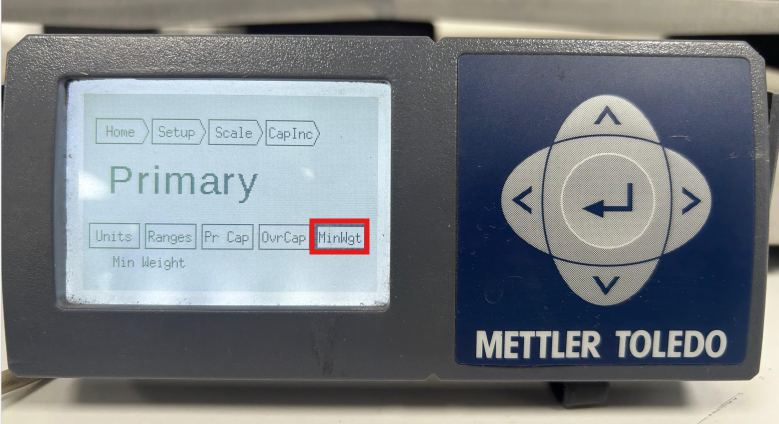 Home Setup Scale CapInc
Primary
Units Ranges Pr Cap OvrCap MinWgt
Min Weight
METTLER TOLEDO